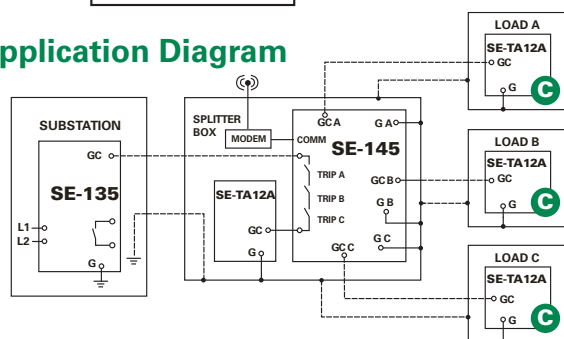 pplication Diagram
SUBSTATION
GC
SE-135
L1
L2
G
SPLITTER
BOX
MODEM
COMM
GC A
G A
SE-145
TRIP A
TRIP B
TRIP C
GC B
G B
G C
GC C
SE-TA12A
GC
G
LOAD A
SE-TA12A
GC
G
C
LOAD B
SE-TA12A
GC
G
C
LOAD C
SE-TA12A
GC
G
C